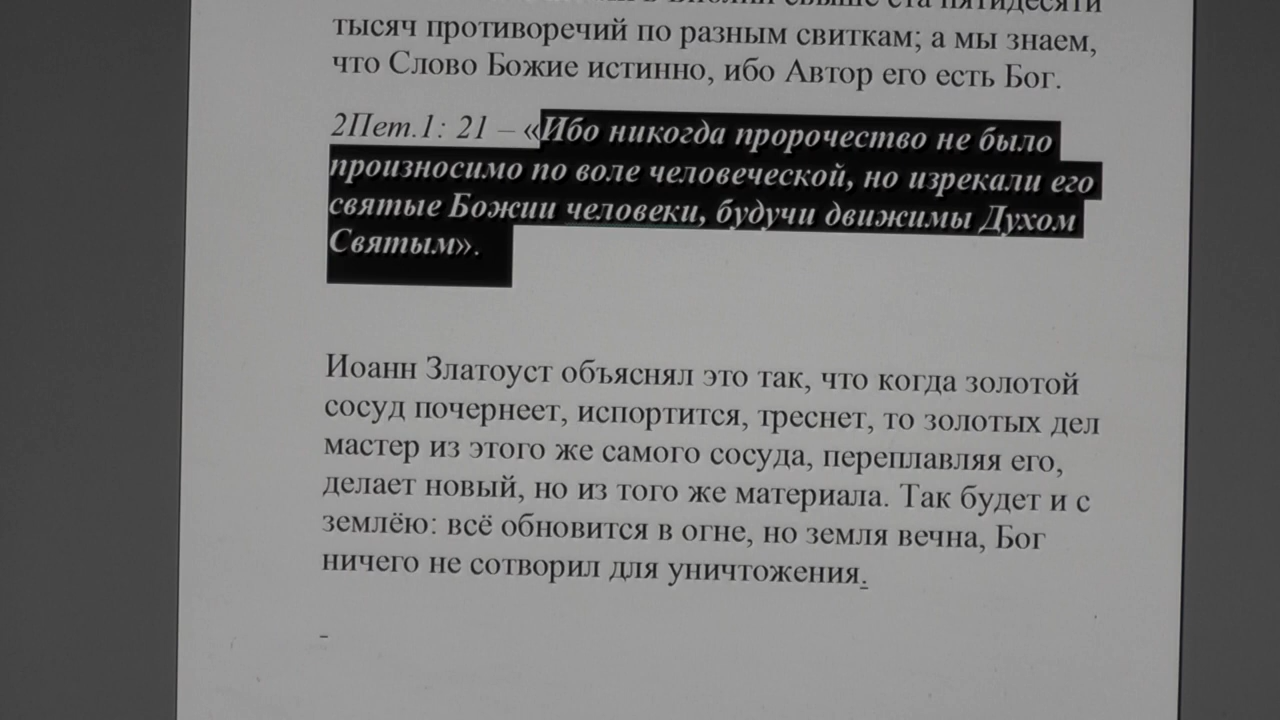 тысяч противоречий по разным свиткам; а мы знаем,
что Слово Божие истинно, ибо Автор его есть Бог.
2Пет.1: 21 – «Ибо никогда пророчество не было
произносимо по воле человеческой, но изрекали его
святые Божии человеки, будучи движимы Духом
Святым».
Иоанн Златоуст объяснял это так, что когда золотой
сосуд почернеет, испортится, треснет, то золотых дел
мастер из этого же самого сосуда, переплавляя его,
делает новый, но из того же материала. Так будет и с
землёю: всё обновится в огне, но земля вечна, Бог
ничего не сотворил для уничтожения.